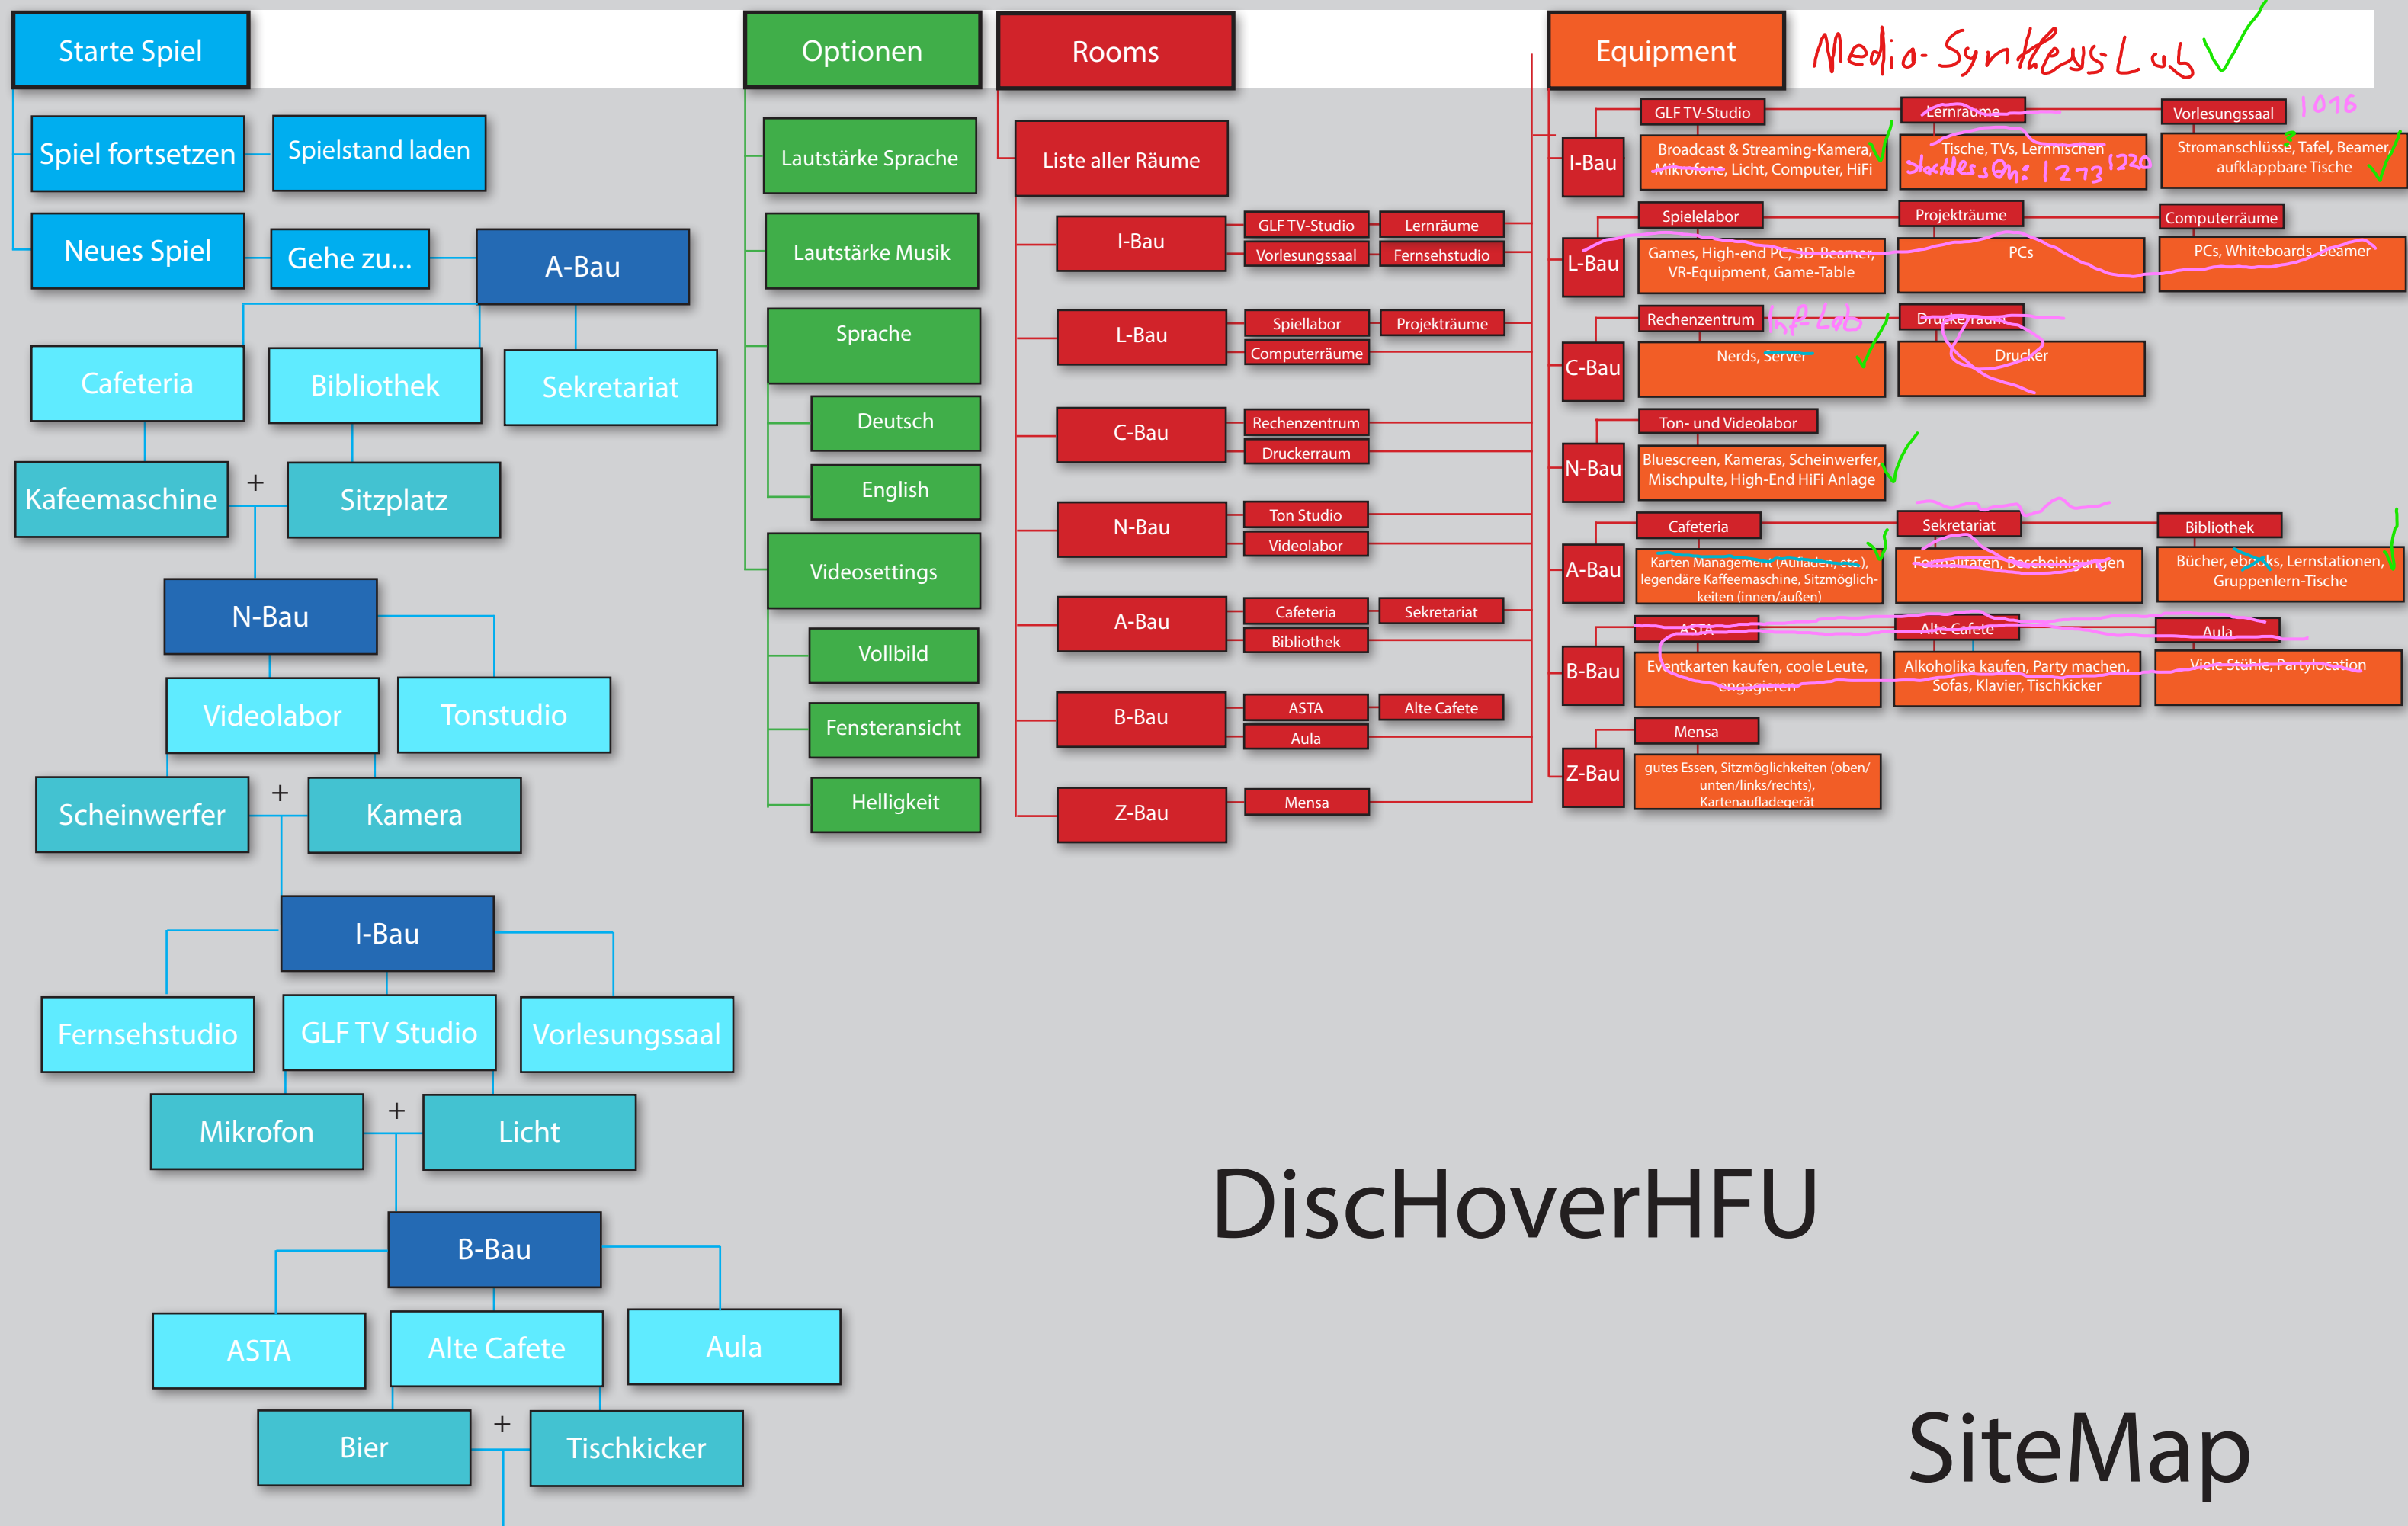 Starte Spiel
Spiel fortsetzen
Spielstand laden
Neues Spiel
Gehe zu...
A-Bau
Cafeteria
Bibliothek
Sekretariat
Kafeemaschine
+
Sitzplatz
N-Bau
Videolabor
Tonstudio
Scheinwerfer
+
Kamera
I-Bau
Fernsehstudio
GLF TV Studio
Vorlesungssaal
Mikrofon
+
Licht
B-Bau
ASTA
Alte Cafete
Aula
Bier
+
Tischkicker
Optionen
Lautstärke Sprache
Lautstärke Musik
Sprache
Deutsch
English
Videosettings
Vollbild
Fensteransicht
Helligkeit
Rooms
Liste aller Räume
I-Bau
GLF TV-Studio
Lernräume
Vorlesungssaal
Fernsehstudio
L-Bau
Spiellabor
Projekträume
Computerräume
C-Bau
Rechenzentrum
Druckerraum
N-Bau
Ton Studio
Videolabor
A-Bau
Cafeteria
Sekretariat
Bibliothek
B-Bau
ASTA
Alte Cafete
Aula
Z-Bau
Mensa
Equipment
Media-Synthesis-Lab
I-Bau
GLF TV-Studio
Broadcast & Streaming-Kamera,
Mikrofone, Licht, Computer, HiFi
Lernräume
Tische, TVs, Lernnischen
stattdessen: 1273 1220
Vorlesungssaal
1016
Stromanschlüsse, Tafel, Beamer,
aufklappbare Tische
L-Bau
Spielelabor
Games, High-end PC, 3D-Beamer,
VR-Equipment, Game-Table
Projekträume
PCs
Computerräume
PCs, Whiteboards, Beamer
C-Bau
Rechenzentrum
Inf-Lab
Nerds, Server
Druckerraum
Drucker
N-Bau
Ton- und Videolabor
Bluescreen, Kameras, Scheinwerfer,
Mischpulte, High-End HiFi Anlage
A-Bau
Cafeteria
Karten Management (Aufladen, etc.),
legendäre Kaffeemaschine, Sitzmöglich-
keiten (innen/außen)
Sekretariat
Formalitäten, Bescheinigungen
Bibliothek
Bücher, ebooks, Lernstationen,
Gruppenlern-Tische
B-Bau
ASTA
Eventkarten kaufen, coole Leute,
engagieren
Alte Cafete
Alkoholika kaufen, Party machen,
Sofas, Klavier, Tischkicker
Aula
Viele Stühle, Partylocation
Z-Bau
Mensa
gutes Essen, Sitzmöglichkeiten (oben/
unten/links/rechts),
Kartenaufladegerät
DiscHoverHFU
SiteMap